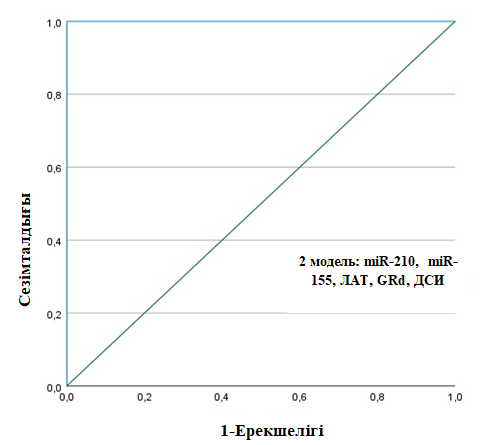 1,0
0,8
0,6
0,4
0,2
0,0
Сезімталдығы
2 модель: miR-210, miR-
155, ЛАТ, GRd, ДСИ
0,0 0,2 0,4 0,6 0,8 1,0
1-Ерекшелігі